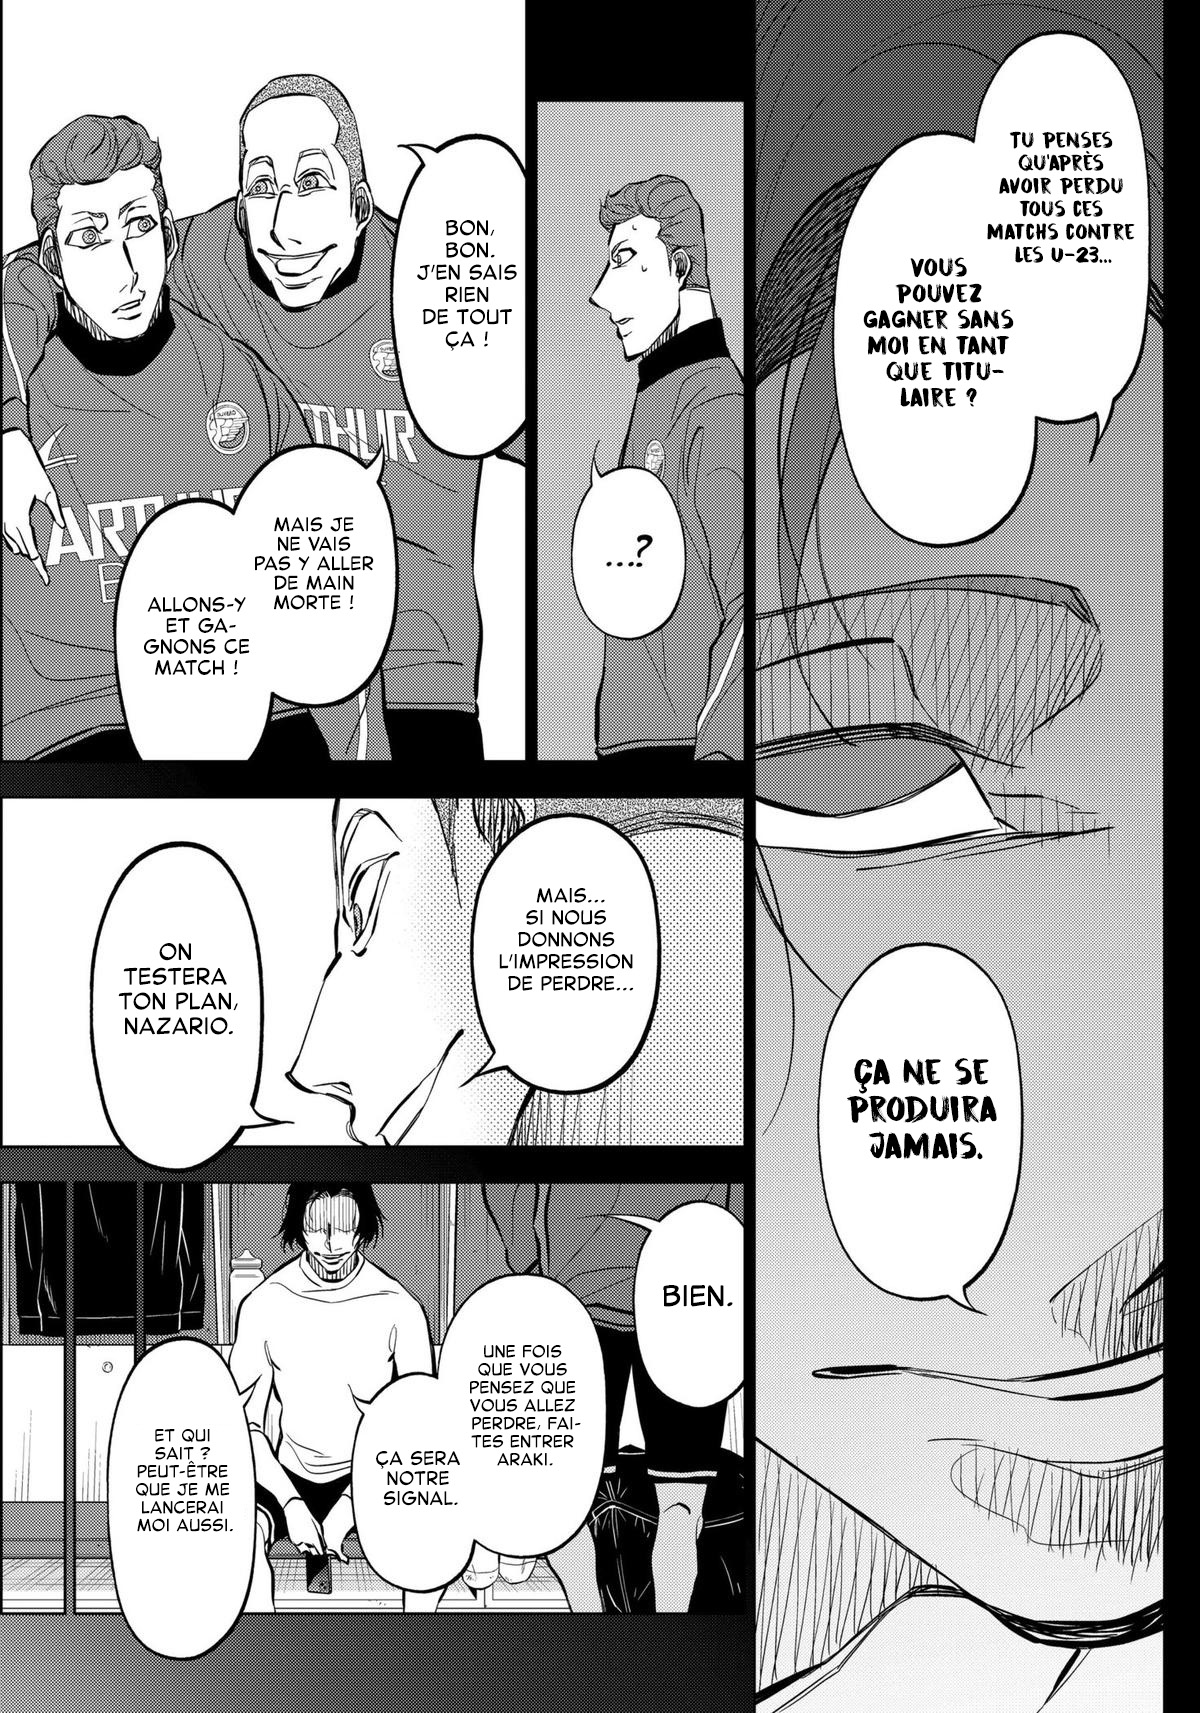 TU PENSES
QU'APRÈS
AVOIR PERDU
TOUS CES
MATCHS CONTRE
LES U-23...
VOUS
POUVEZ
GAGNER SANS
MOI EN TANT
QUE TITU-
LAIRE ?
ÇA NE SE
PRODUIRA
JAMAIS.
...?
BON,
BON.
J'EN SAIS
RIEN
DE TOUT
ÇA !
MAIS JE
NE VAIS
PAS Y ALLER
DE MAIN
MORTE !
ALLONS-Y
ET GA-
GNONS CE
MATCH !
THUR
ARTHUR
MAIS...
SI NOUS
DONNONS
L'IMPRESSION
DE PERDRE...
ON
TESTERA
TON PLAN,
NAZARIO.
BIEN.
UNE FOIS
QUE VOUS
PENSEZ QUE
VOUS ALLEZ
PERDRE, FAI-
TES ENTRER
ARAKI.
ÇA SERA
NOTRE
SIGNAL.
ET QUI
SAIT ?
PEUT-ÊTRE
QUE JE ME
LANCERAI
MOI AUSSI.